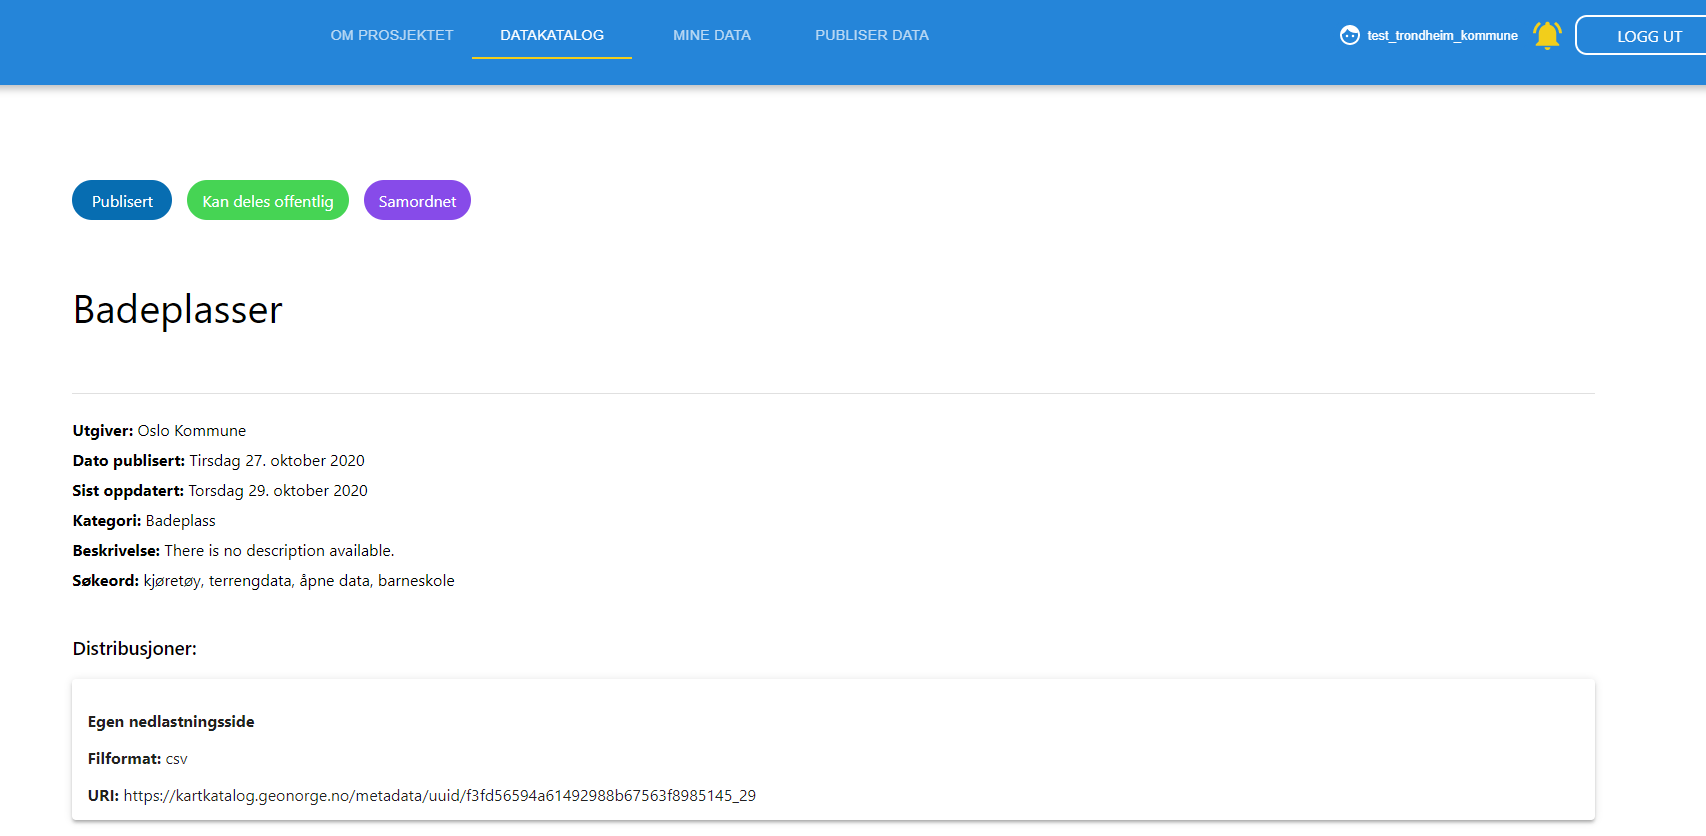 OM PROSJEKTET DATAKATALOG MINE DATA PUBLISER DATA test_trondheim_kommune LOGG UT
Publisert Kan deles offentlig Samordnet
Badeplasser
Utgiver: Oslo Kommune
Dato publisert: Tirsdag 27. oktober 2020
Sist oppdatert: Torsdag 29. oktober 2020
Kategori: Badeplass
Beskrivelse: There is no description available.
Søkeord: kjøretøy, terrengdata, åpne data, barneskole
Distribusjoner:
Egen nedlastningsside
Filformat: csv
URI: https://kartkatalog.geonorge.no/metadata/uuid/f3fd56594a61492988b67563f8985145_29